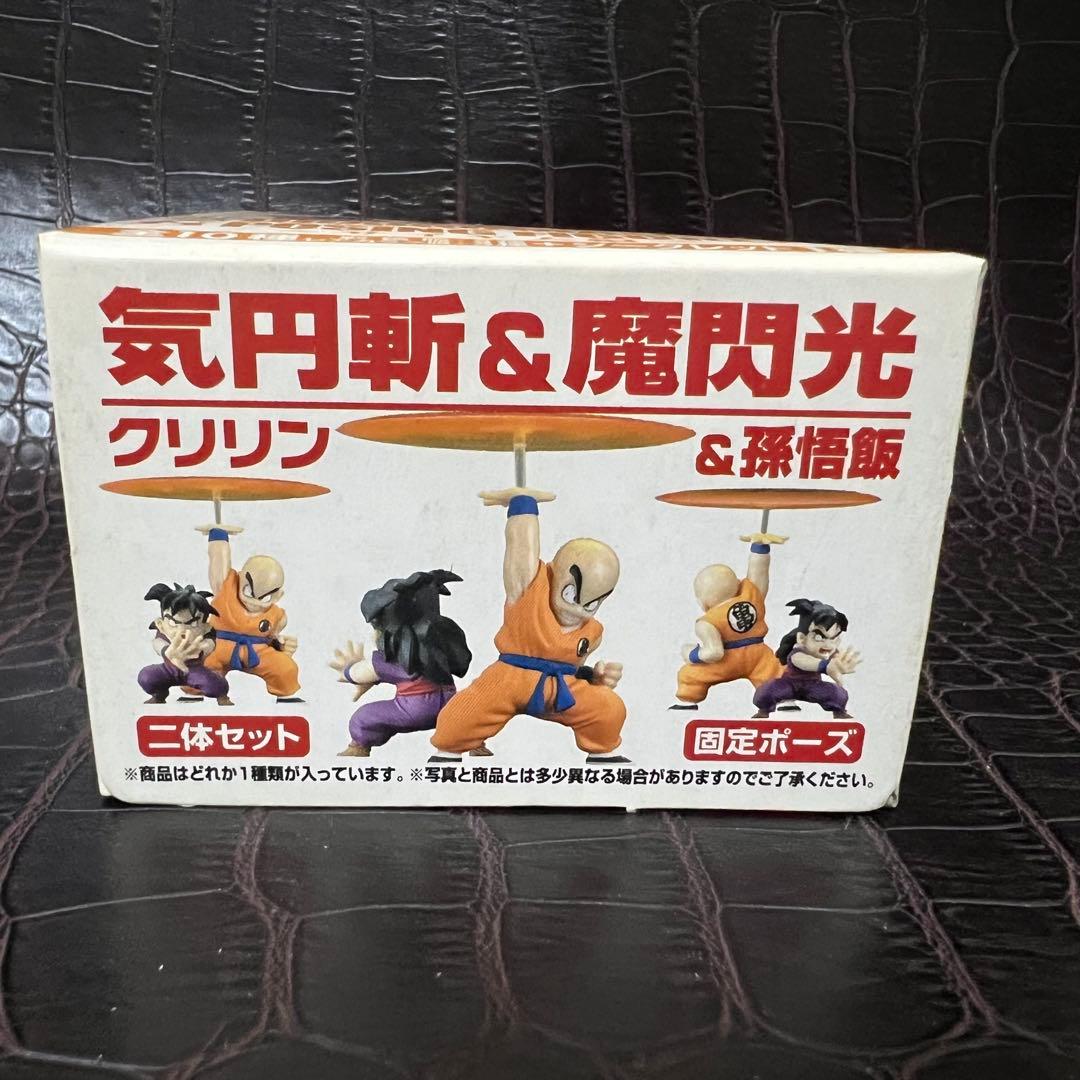 気円斬&魔閃光
クリリン
&孫悟飯
亀
二体セット
固定ポーズ
※商品はどれか1種類が入っています。※写真と商品とは多少異なる場合がありますのでご了承ください。